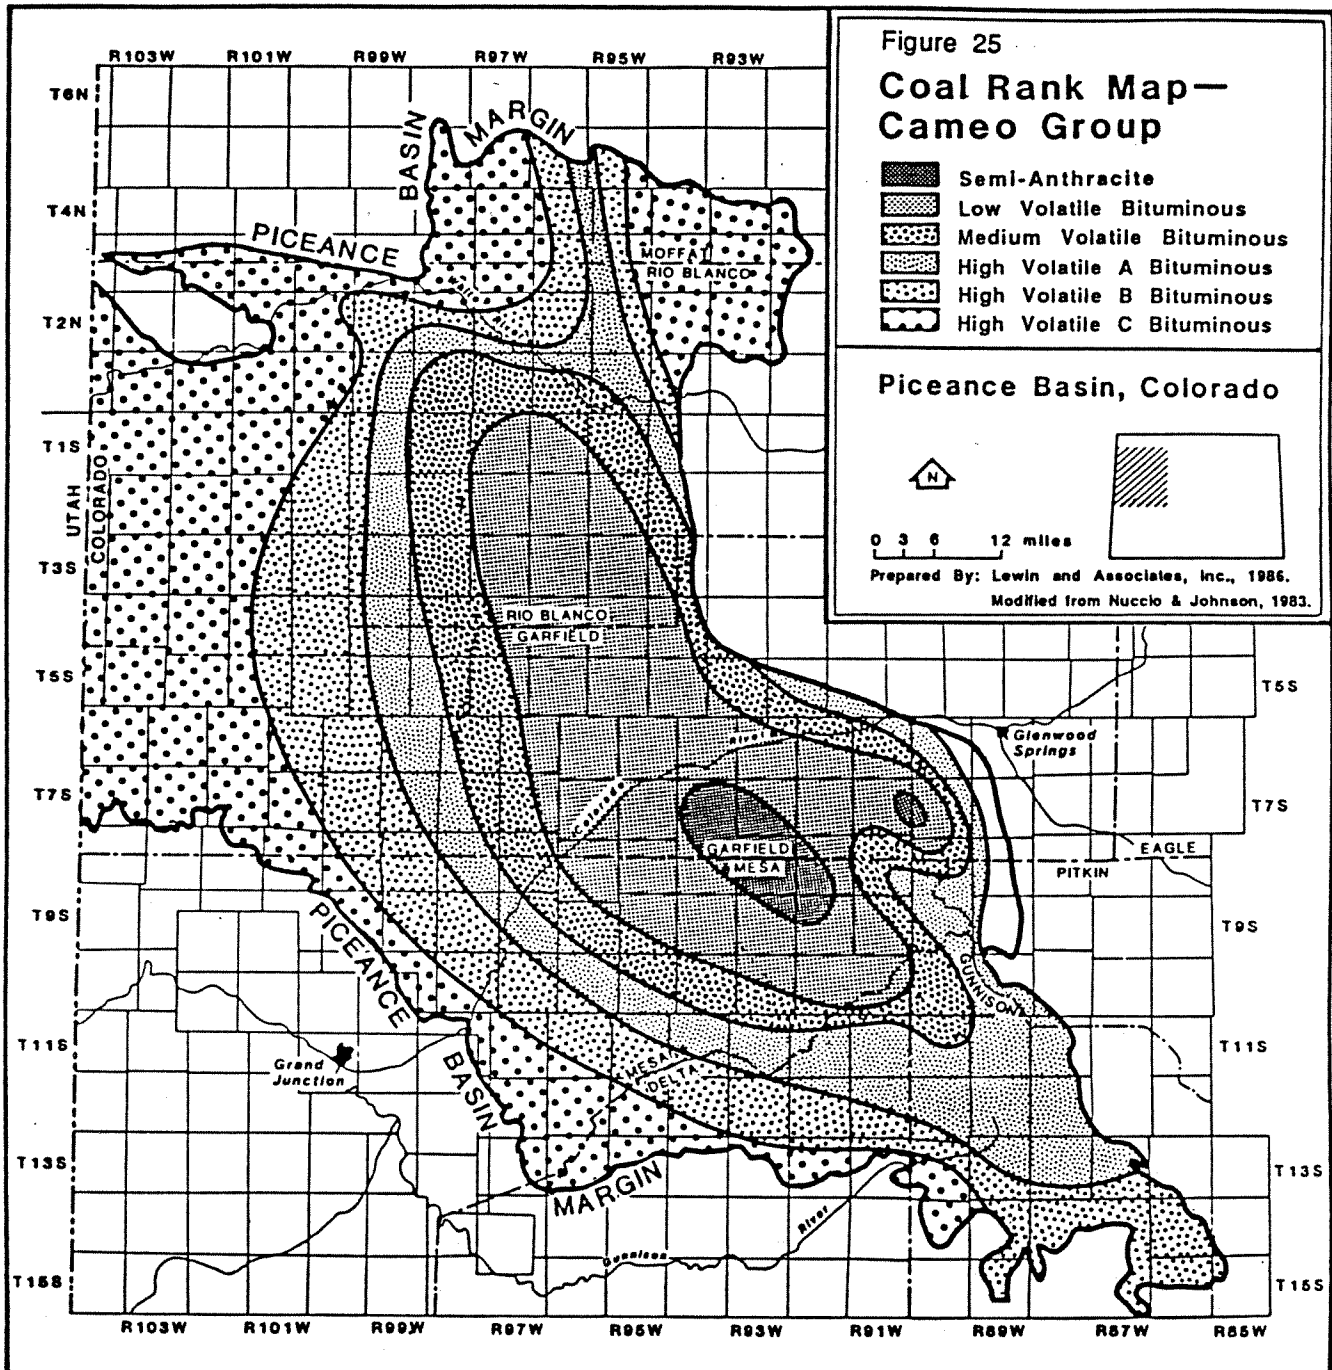 Figure 25
Coal Rank Map—
Cameo Group
Semi-Anthracite
Low Volatile Bituminous
Medium Volatile Bituminous
High Volatile A Bituminous
High Volatile B Bituminous
High Volatile C Bituminous
Piceance Basin, Colorado
N
0 3 6 12 miles
Prepared By: Lewin and Associates, Inc., 1986.
Modified from Nuccio & Johnson, 1983.
R103W R101W R99W R97W R95W R93W
T6N
BASIN MARGIN
T4N
PICEANCE
MOFFAT
RIO BLANCO
T2N
T1S
UTAH
COLORADO
T3S
RIO BLANCO
GARFIELD
T5S
T5S
River
Glenwood
Springs
T7S
T7S
GARFIELD
MESA
EAGLE
PITKIN
T9S
T9S
PICEANCE
GUNNISON
T11S
T11S
Grand
Junction
BASIN
MESA
DELTA
T13S
T13S
MARGIN
River
Gunnison
T15S
T15S
R103W R101W R99W R97W R95W R93W R91W R89W R87W R85W